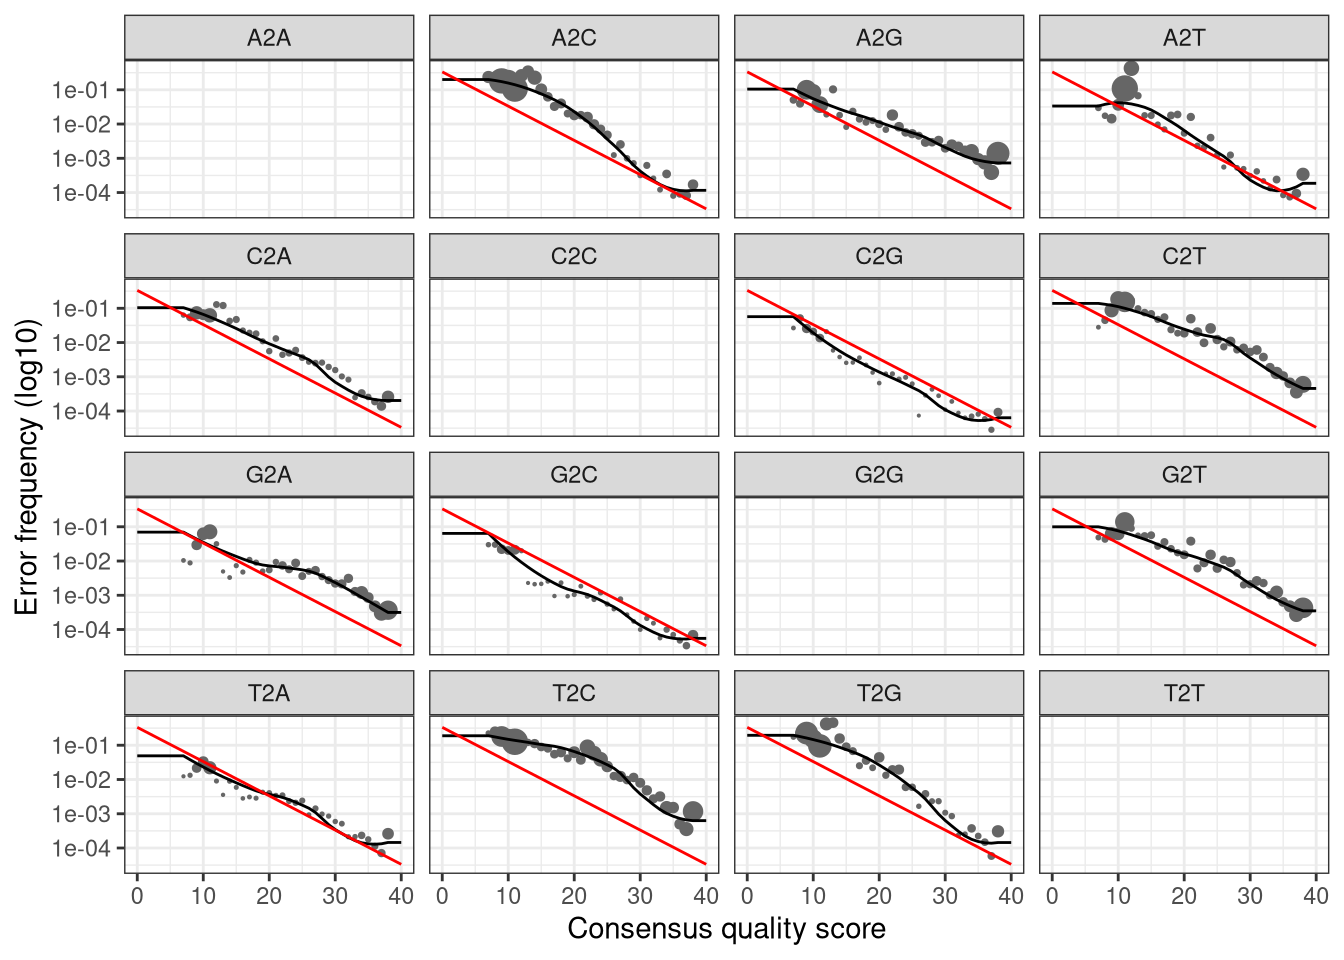 A2A A2C A2G A2T
1e-01
1e-02
1e-03
1e-04
C2A C2C C2G C2T
1e-01
1e-02
1e-03
1e-04
G2A G2C G2G G2T
1e-01
1e-02
1e-03
1e-04
T2A T2C T2G T2T
1e-01
1e-02
1e-03
1e-04
0 10 20 30 40 0 10 20 30 40 0 10 20 30 40 0 10 20 30 40
Consensus quality score
Error frequency (log10)